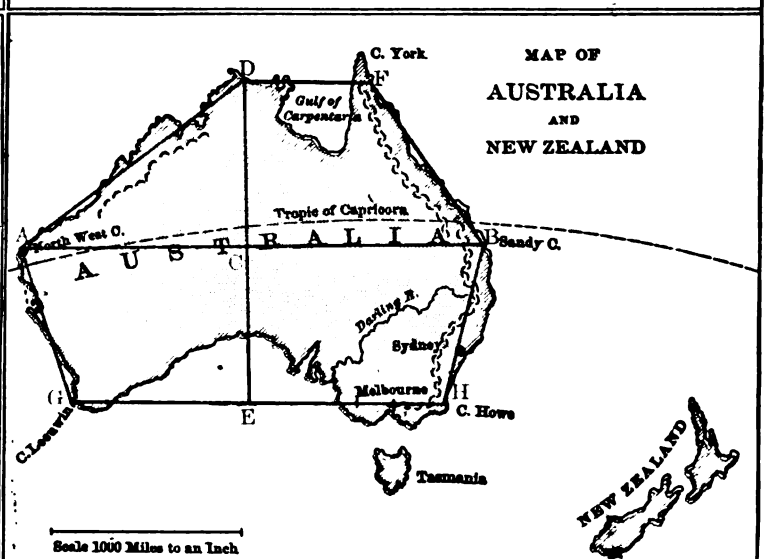 MAP OF
AUSTRALIA
AND
NEW ZEALAND
D
C. York
F
Gulf of
Carpentaria
Tropic of Capricorn
A
North West C.
B
Sandy C.
AUSTRALIA
C
Darling R.
Sydney
Melbourne
G
E
H
C. Howe
C. Leeuwin
Tasmania
NEW ZEALAND
Scale 1000 Miles to an Inch